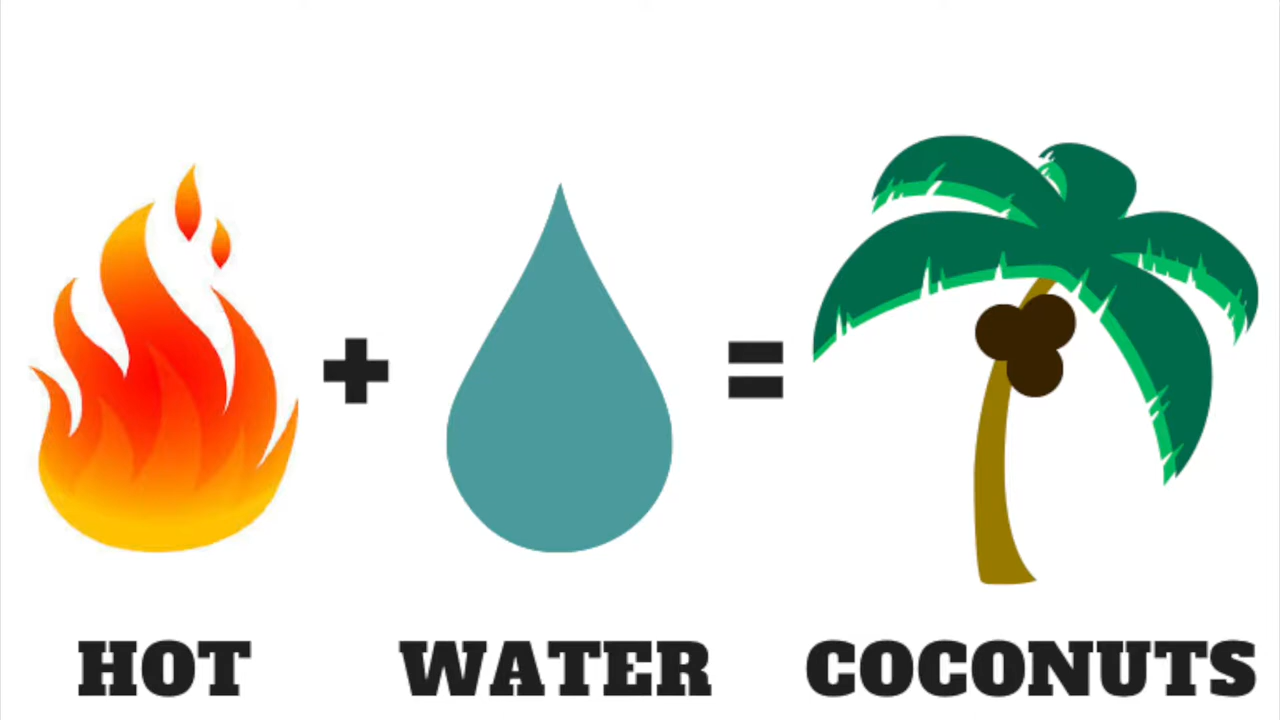 HOT + WATER = COCONUTS